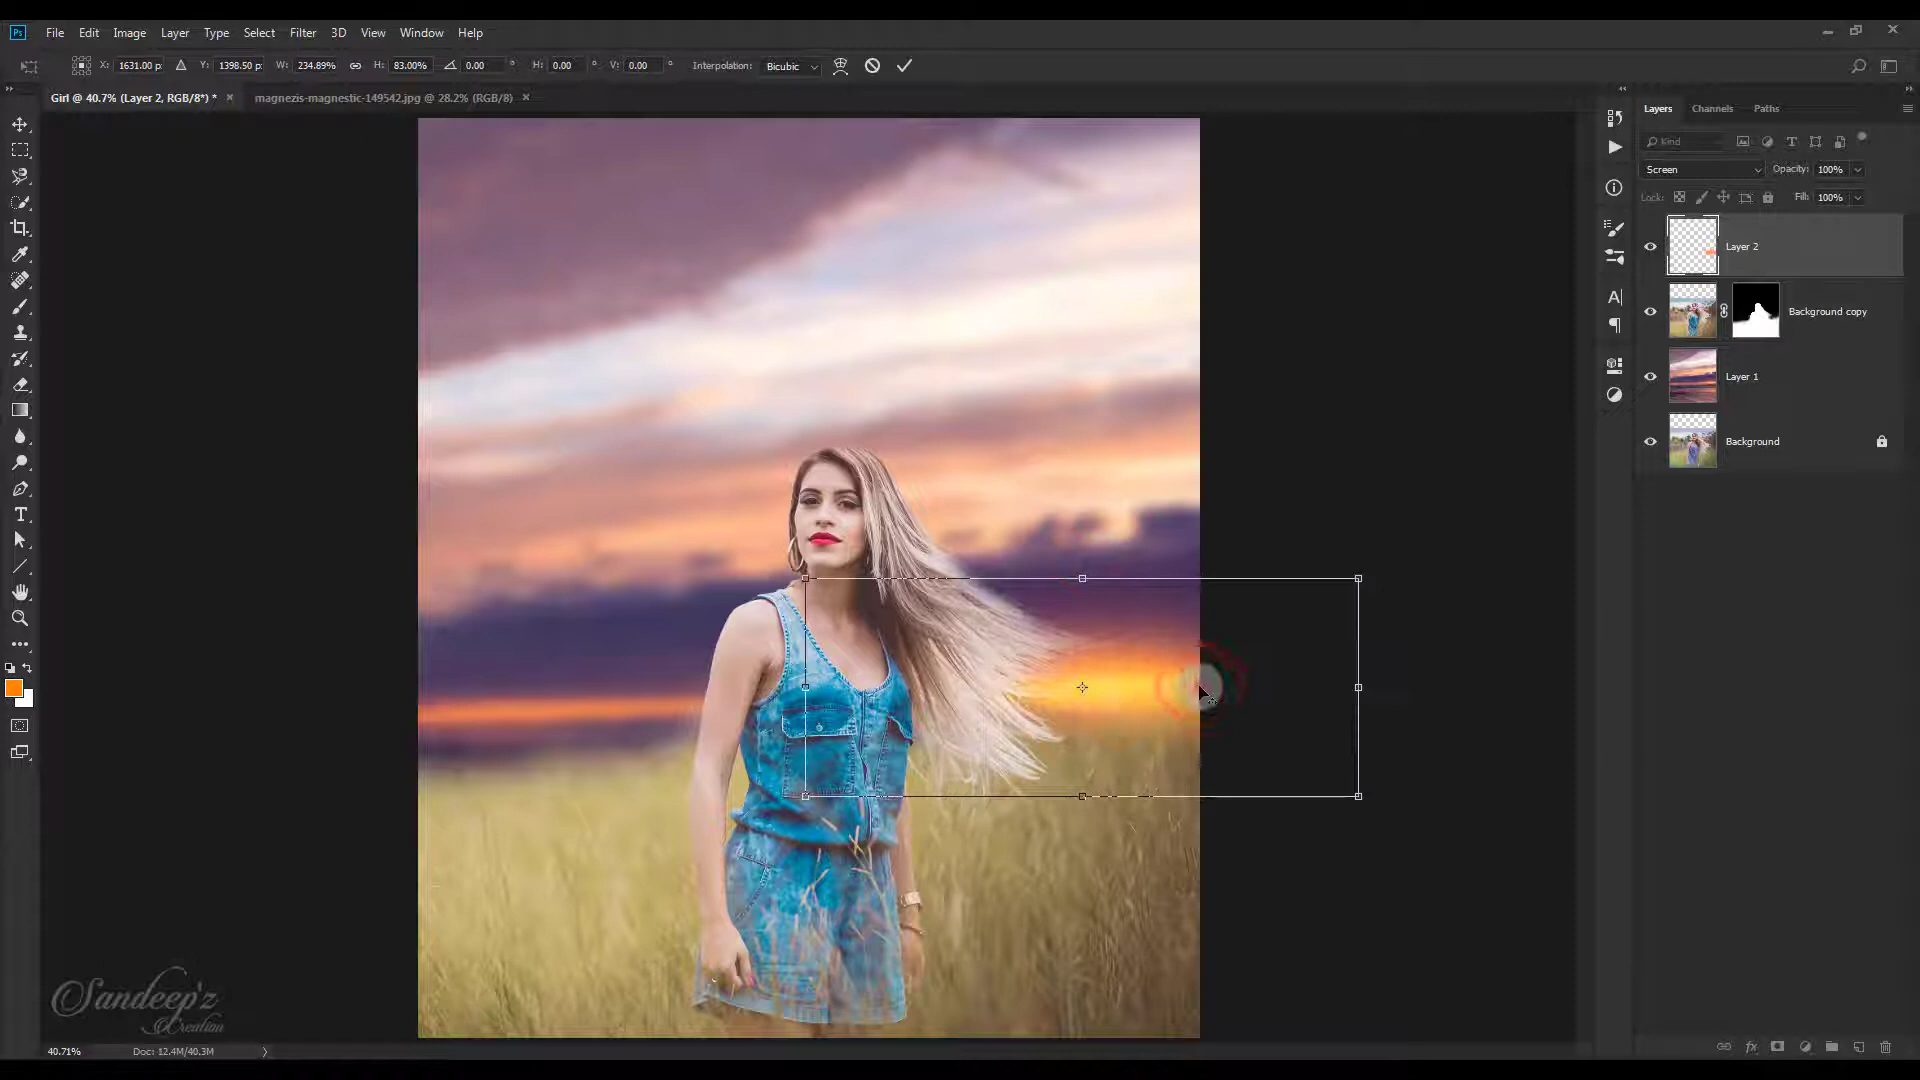 Ps File Edit Image Layer Type Select Filter 3D View Window Help
X: 1631.00 p: Y: 1398.50 p: W: 234.89% H: 83.00% 0.00 ° H: 0.00 ° V: 0.00 ° Interpolation: Bicubic
Girl @ 40.7% (Layer 2, RGB/8*) * × magnezis-magnestic-149542.jpg @ 28.2% (RGB/8) ×
Layers Channels Paths
Kind
Screen Opacity: 100%
Lock: Fill: 100%
Layer 2
Background copy
Layer 1
Background
Sandeep'z
Creation
40.71% Doc: 12.4M/40.3M